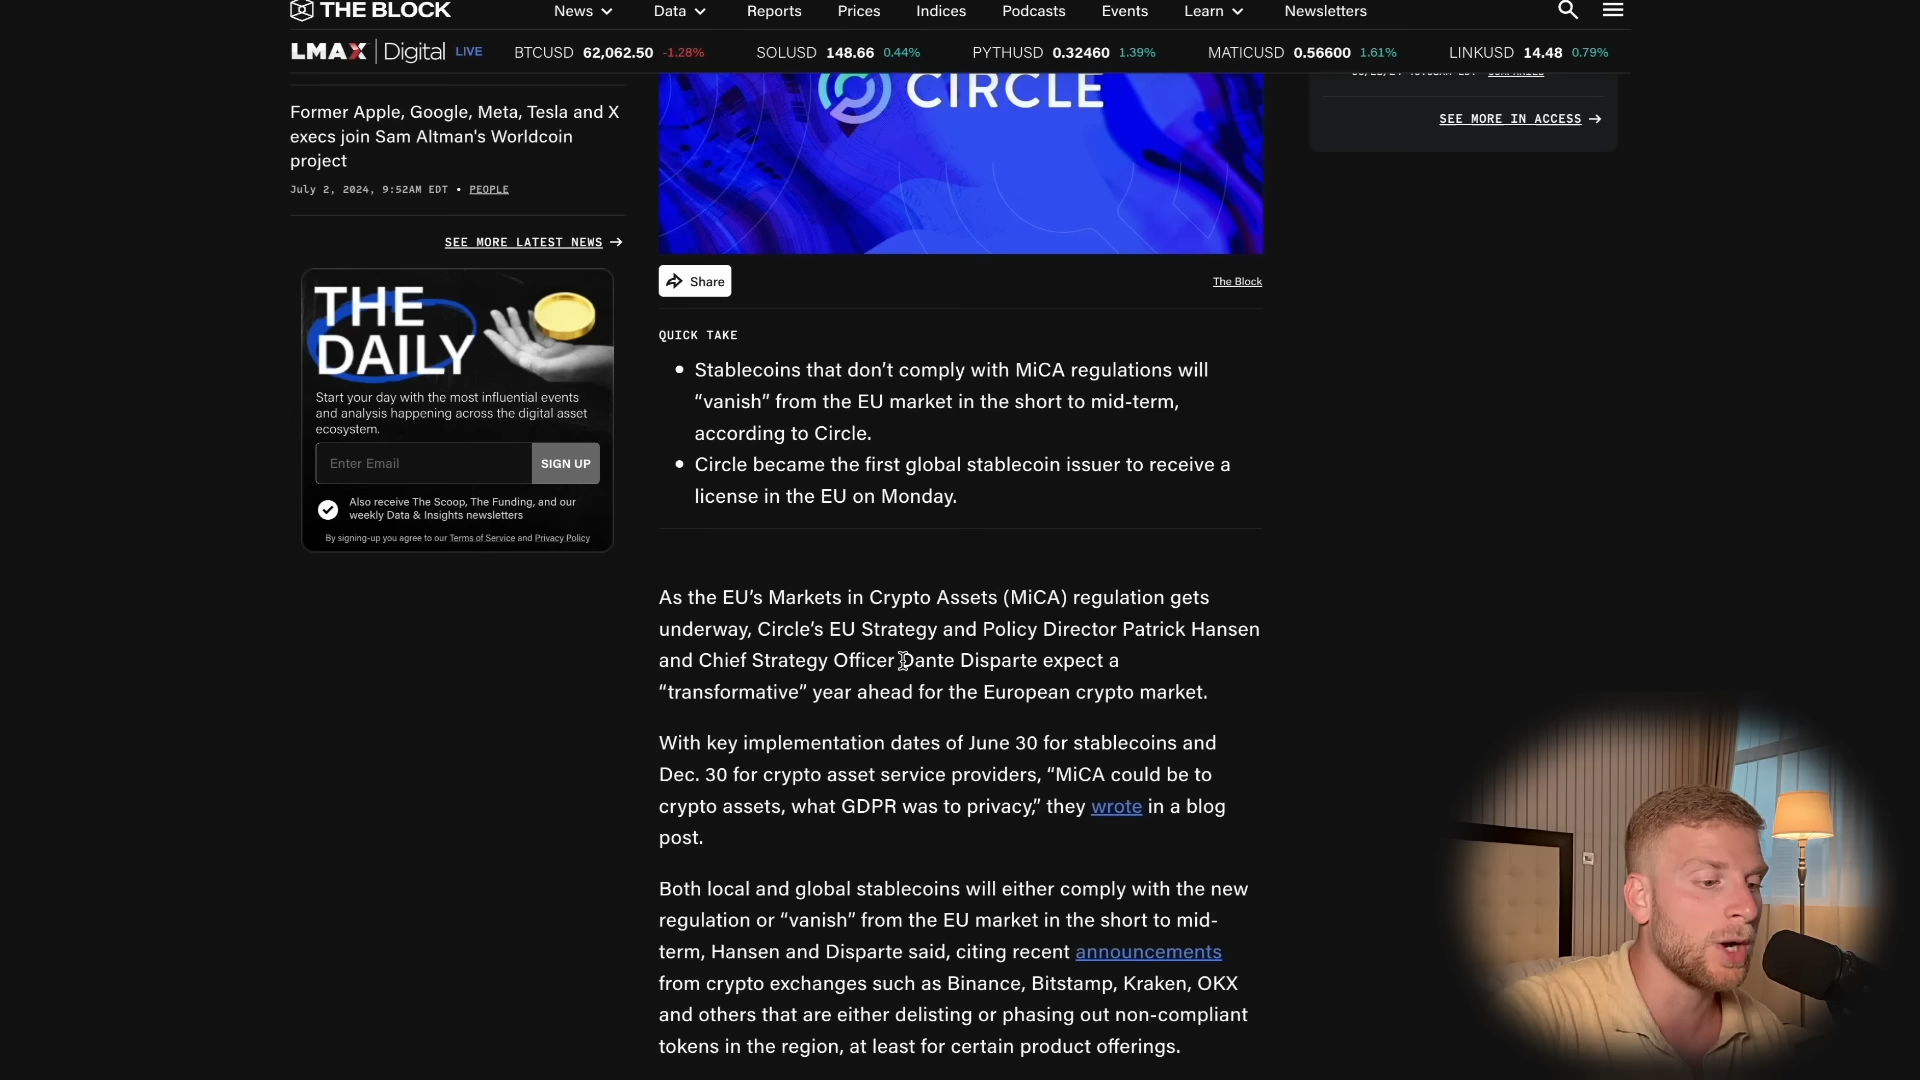 THE BLOCK
News
Data
Reports
Prices
Indices
Podcasts
Events
Learn
Newsletters
LMAX Digital LIVE
BTCUSD 62,062.50 -1.28%
SOLUSD 148.66 0.44%
PYTHUSD 0.32460 1.39%
MATICUSD 0.56600 1.61%
LINKUSD 14.48 0.79%
Former Apple, Google, Meta, Tesla and X
execs join Sam Altman's Worldcoin
project
July 2, 2024, 9:52AM EDT • PEOPLE
SEE MORE LATEST NEWS
THE
DAILY
Start your day with the most influential events
and analysis happening across the digital asset
ecosystem.
Enter Email
SIGN UP
Also receive The Scoop, The Funding, and our
weekly Data & Insights newsletters
By signing-up you agree to our Terms of Service and Privacy Policy
CIRCLE
Share
The Block
QUICK TAKE
• Stablecoins that don’t comply with MiCA regulations will
“vanish” from the EU market in the short to mid-term,
according to Circle.
• Circle became the first global stablecoin issuer to receive a
license in the EU on Monday.
As the EU’s Markets in Crypto Assets (MiCA) regulation gets
underway, Circle’s EU Strategy and Policy Director Patrick Hansen
and Chief Strategy Officer Dante Disparte expect a
“transformative” year ahead for the European crypto market.
With key implementation dates of June 30 for stablecoins and
Dec. 30 for crypto asset service providers, “MiCA could be to
crypto assets, what GDPR was to privacy,” they wrote in a blog
post.
Both local and global stablecoins will either comply with the new
regulation or “vanish” from the EU market in the short to mid-
term, Hansen and Disparte said, citing recent announcements
from crypto exchanges such as Binance, Bitstamp, Kraken, OKX
and others that are either delisting or phasing out non-compliant
tokens in the region, at least for certain product offerings.
SEE MORE IN ACCESS